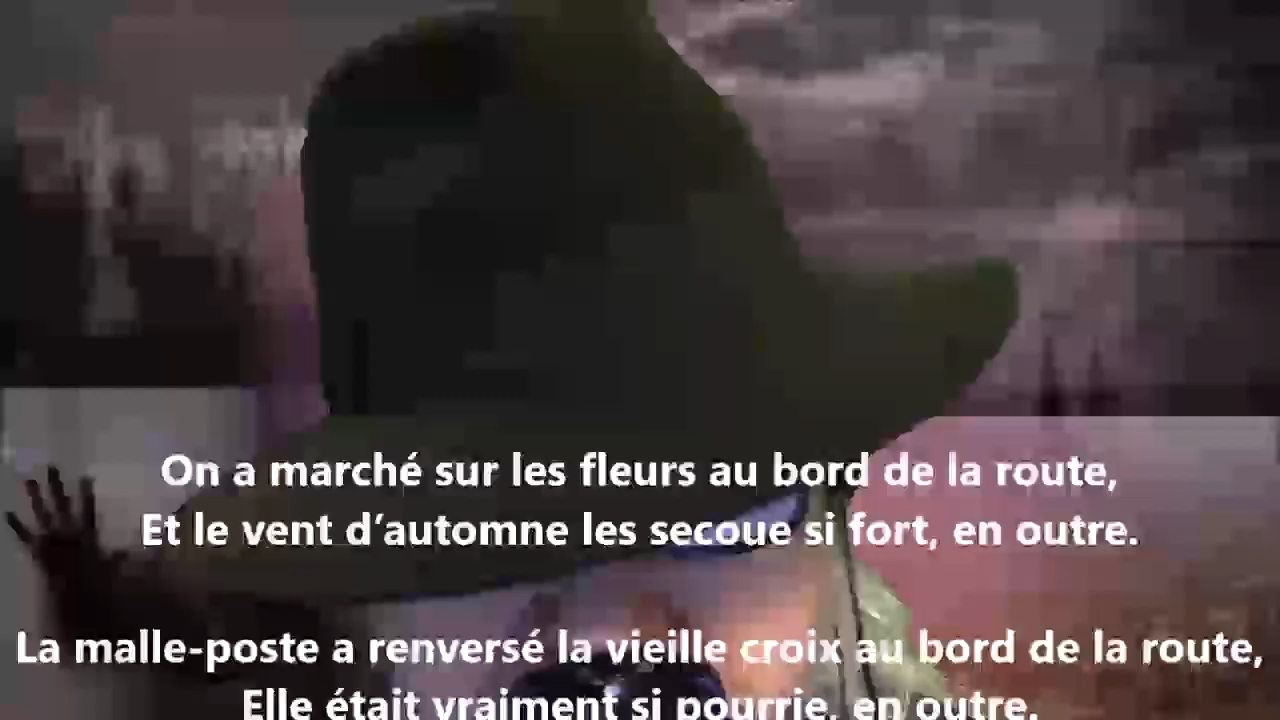 On a marché sur les fleurs au bord de la route,
Et le vent d’automne les secoue si fort, en outre.
La malle-poste a renversé la vieille croix au bord de la route,
Elle était vraiment si pourrie, en outre.